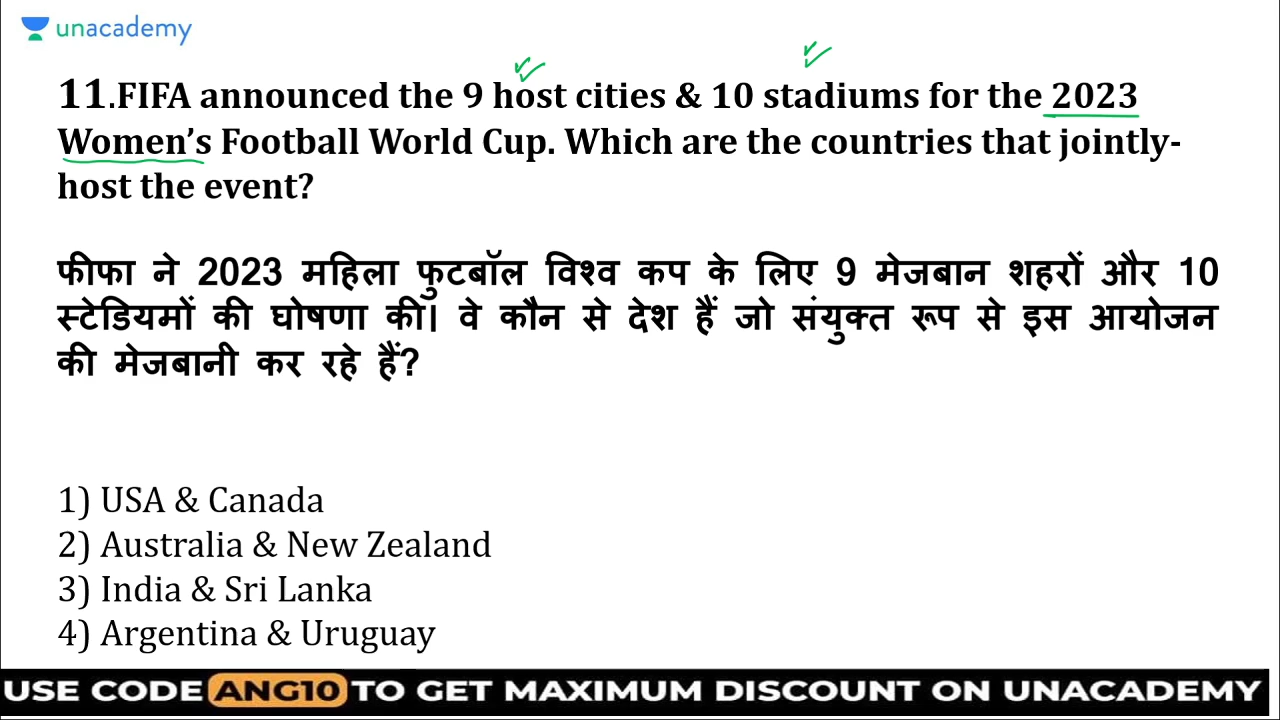 unacademy
11.FIFA announced the 9 host cities & 10 stadiums for the 2023
Women’s Football World Cup. Which are the countries that jointly-
host the event?
फीफा ने 2023 महिला फुटबॉल विश्व कप के लिए 9 मेजबान शहरों और 10
स्टेडियमों की घोषणा की। वे कौन से देश हैं जो संयुक्त रूप से इस आयोजन
की मेजबानी कर रहे हैं?
1) USA & Canada
2) Australia & New Zealand
3) India & Sri Lanka
4) Argentina & Uruguay
USE CODE ANG10 TO GET MAXIMUM DISCOUNT ON UNACADEMY